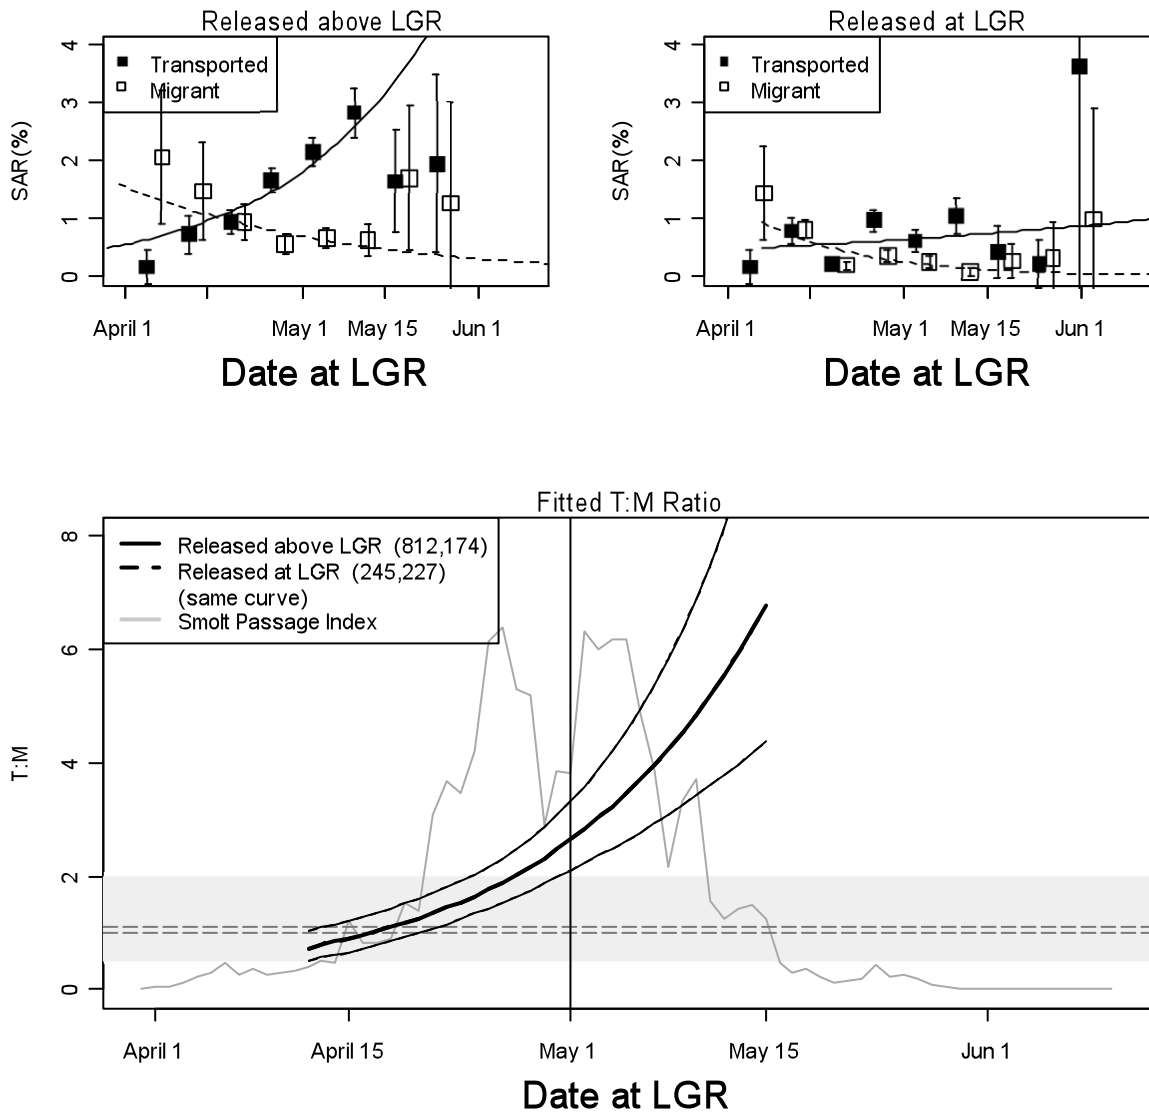 Released above LGR
Transported
Migrant
SAR(%)
4
3
2
1
0
April 1
May 1
May 15
Jun 1
Date at LGR
Released at LGR
Transported
Migrant
SAR(%)
4
3
2
1
0
April 1
May 1
May 15
Jun 1
Date at LGR
Fitted T:M Ratio
Released above LGR (812,174)
Released at LGR (245,227)
(same curve)
Smolt Passage Index
T:M
8
6
4
2
0
April 1
April 15
May 1
May 15
Jun 1
Date at LGR